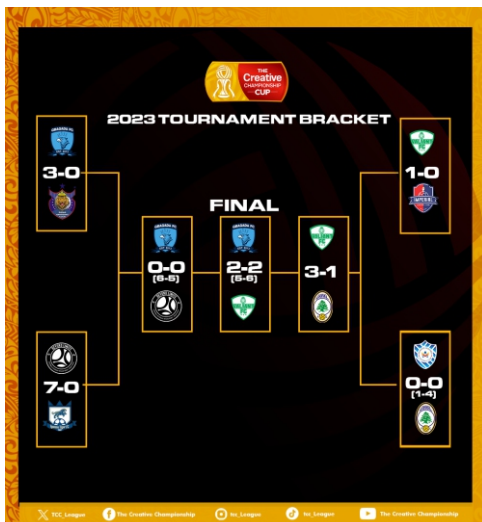 THE
Creative
CHAMPIONSHIP
CUP
2023 TOURNAMENT BRACKET
3-0
1-0
IMPERIAL
FINAL
0-0
(6-5)
2-2
(5-6)
3-1
7-0
0-0
(1-4)
TCC_League
The Creative Championship
tcc_league
tcc_league
The Creative Championship